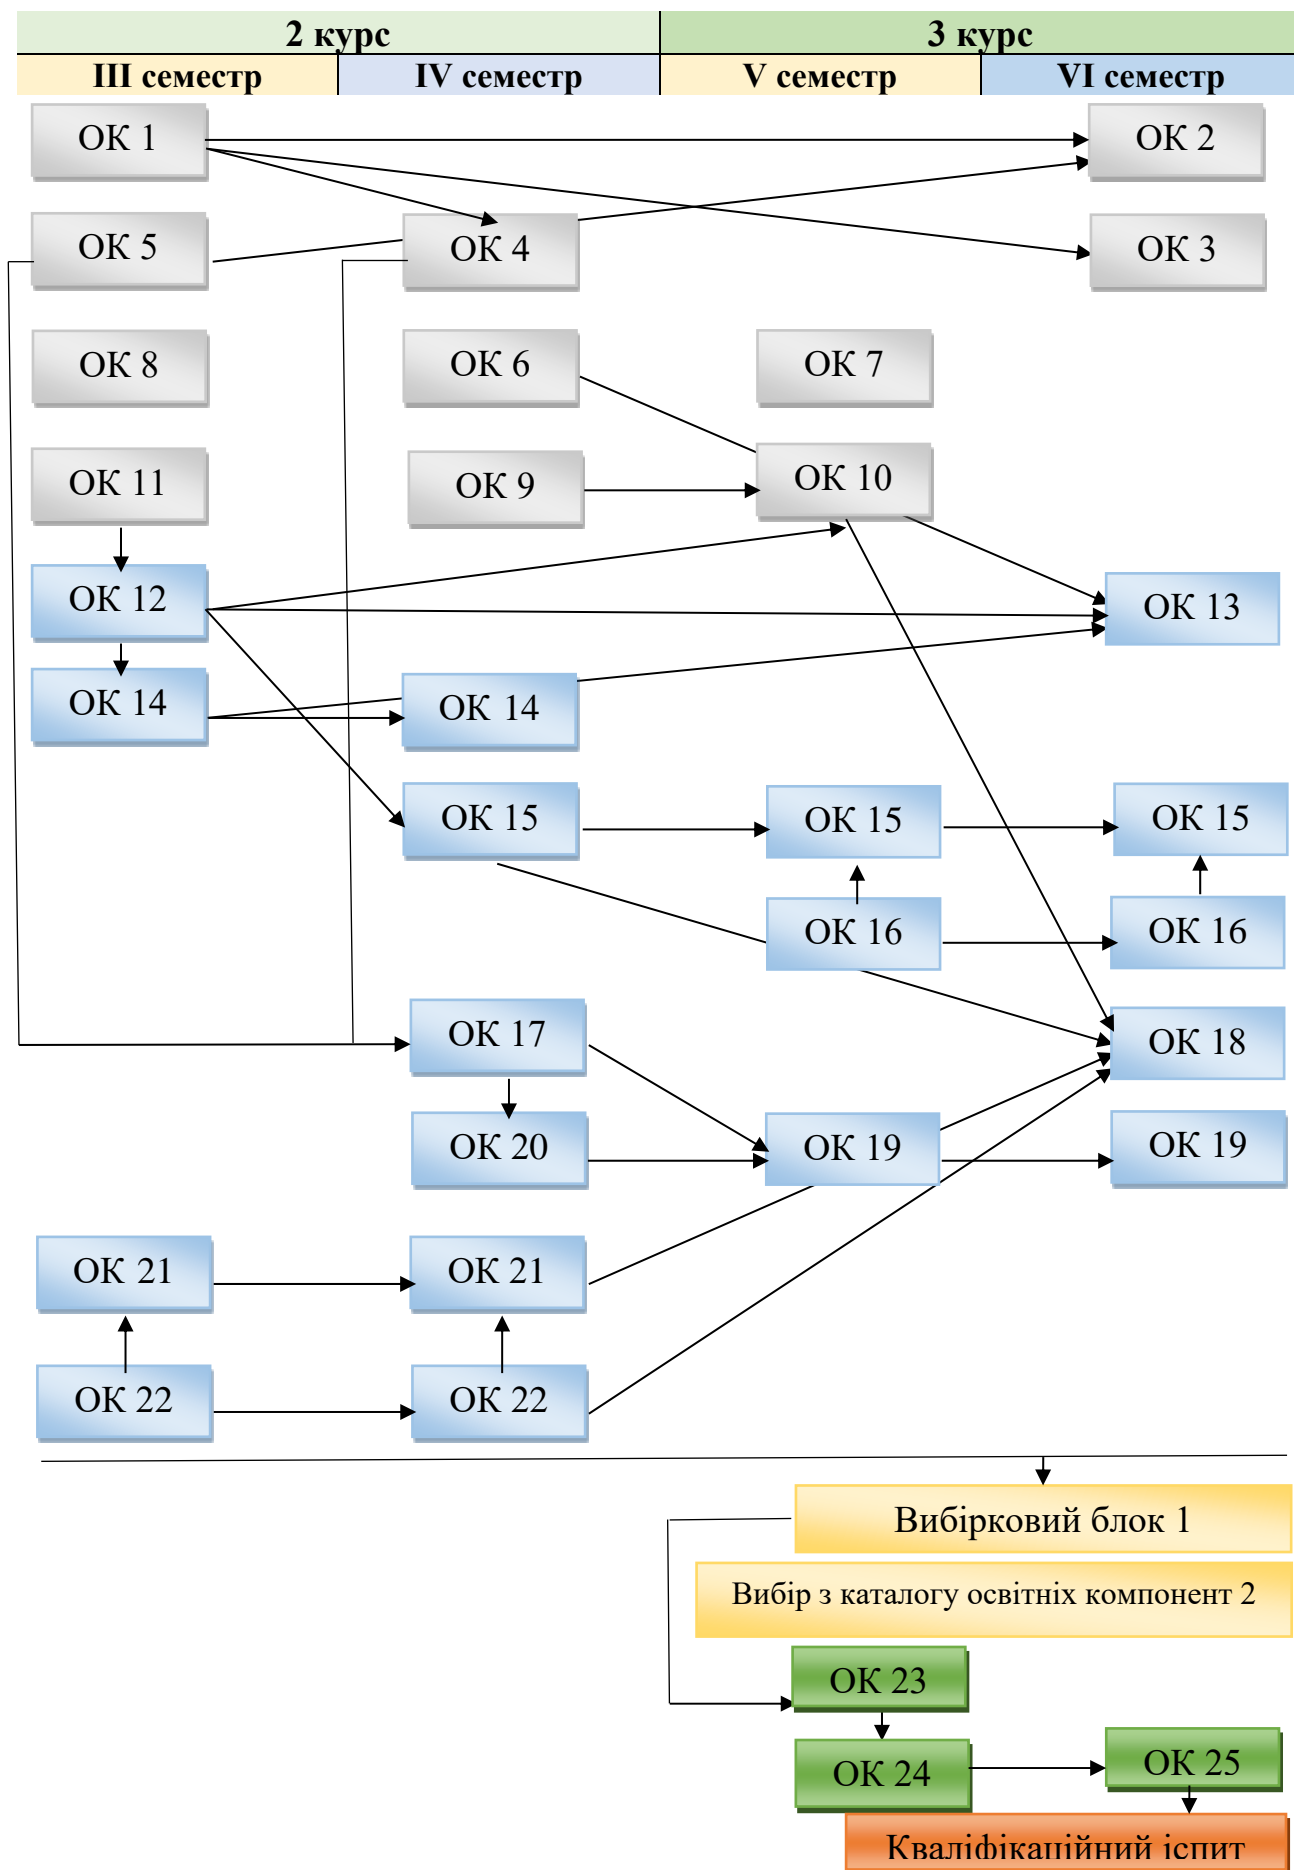 2 курс 3 курс
III семестр IV семестр V семестр VI семестр
ОК 1 ОК 2
ОК 5 ОК 4 ОК 3
ОК 8 ОК 6 ОК 7
ОК 11 ОК 9 ОК 10
ОК 12 ОК 13
ОК 14 ОК 14
ОК 15 ОК 15 ОК 15
ОК 16 ОК 16
ОК 17 ОК 18
ОК 20 ОК 19 ОК 19
ОК 21 ОК 21
ОК 22 ОК 22
Вибірковий блок 1
Вибір з каталогу освітніх компонент 2
ОК 23
ОК 24 ОК 25
Кваліфікаційний іспит